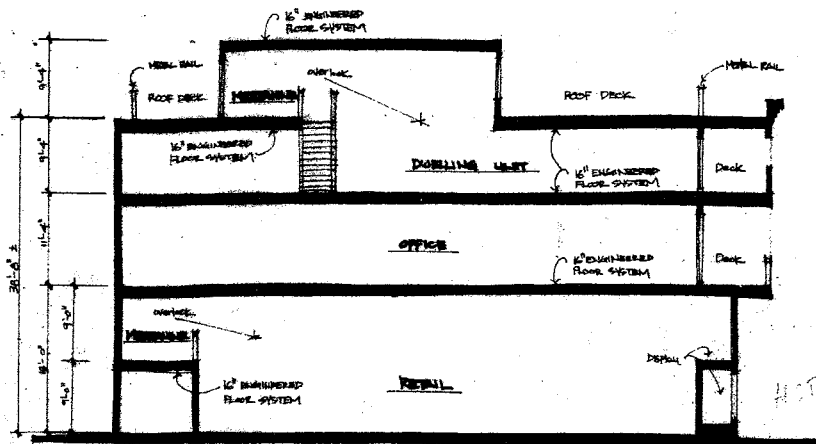 16" ENGINEERED
FLOOR SYSTEM
METAL RAIL
overlook
METAL RAIL
ROOF DECK
MEZZANINE
ROOF DECK
9'-4"
16" ENGINEERED
FLOOR SYSTEM
DWELLING UNIT
16" ENGINEERED
FLOOR SYSTEM
DECK
9'-4"
OFFICE
11'-4"
16" ENGINEERED
FLOOR SYSTEM
DECK
overlook
MEZZANINE
9'-0"
DISPLAY
16" ENGINEERED
FLOOR SYSTEM
RETAIL
9'-0"
18'-0"